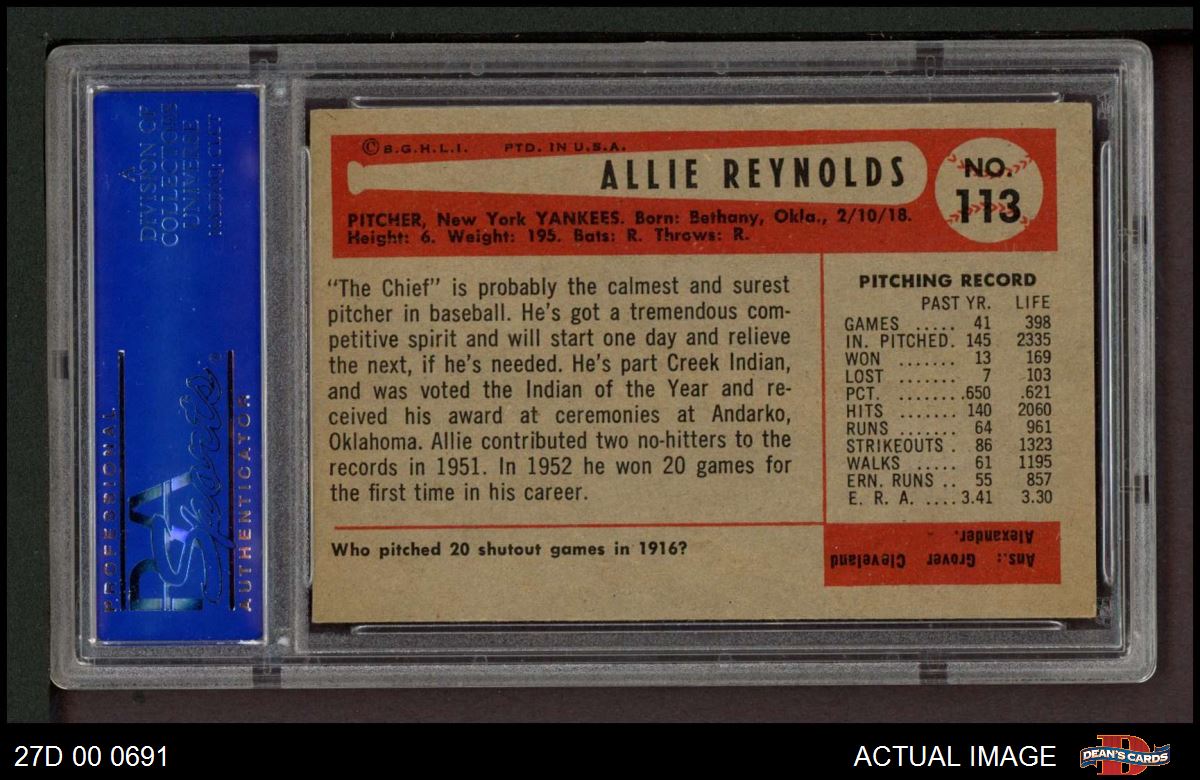 A
DIVISION OF
COLLECTORS
UNIVERSE
NASDAQ: CLCT
PROFESSIONAL
PSA
Sports
AUTHENTICATOR
© B.G.H.L.I. PTD. IN U.S.A.
ALLIE REYNOLDS
NO.
113
PITCHER, New York YANKEES. Born: Bethany, Okla., 2/10/18.
Height: 6. Weight: 195. Bats: R. Throws: R.
"The Chief" is probably the calmest and surest
pitcher in baseball. He's got a tremendous com-
petitive spirit and will start one day and relieve
the next, if he's needed. He's part Creek Indian,
and was voted the Indian of the Year and re-
ceived his award at ceremonies at Andarko,
Oklahoma. Allie contributed two no-hitters to the
records in 1951. In 1952 he won 20 games for
the first time in his career.
Who pitched 20 shutout games in 1916?
PITCHING RECORD
PAST YR. LIFE
GAMES ..... 41 398
IN. PITCHED. 145 2335
WON ....... 13 169
LOST ....... 7 103
PCT. ........650 .621
HITS ....... 140 2060
RUNS ....... 64 961
STRIKEOUTS . 86 1323
WALKS ..... 61 1195
ERN. RUNS .. 55 857
E. R. A. ....3.41 3.30
Ans.: Grover Cleveland
Alexander.
27D 00 0691
ACTUAL IMAGE
DEAN'S CARDS